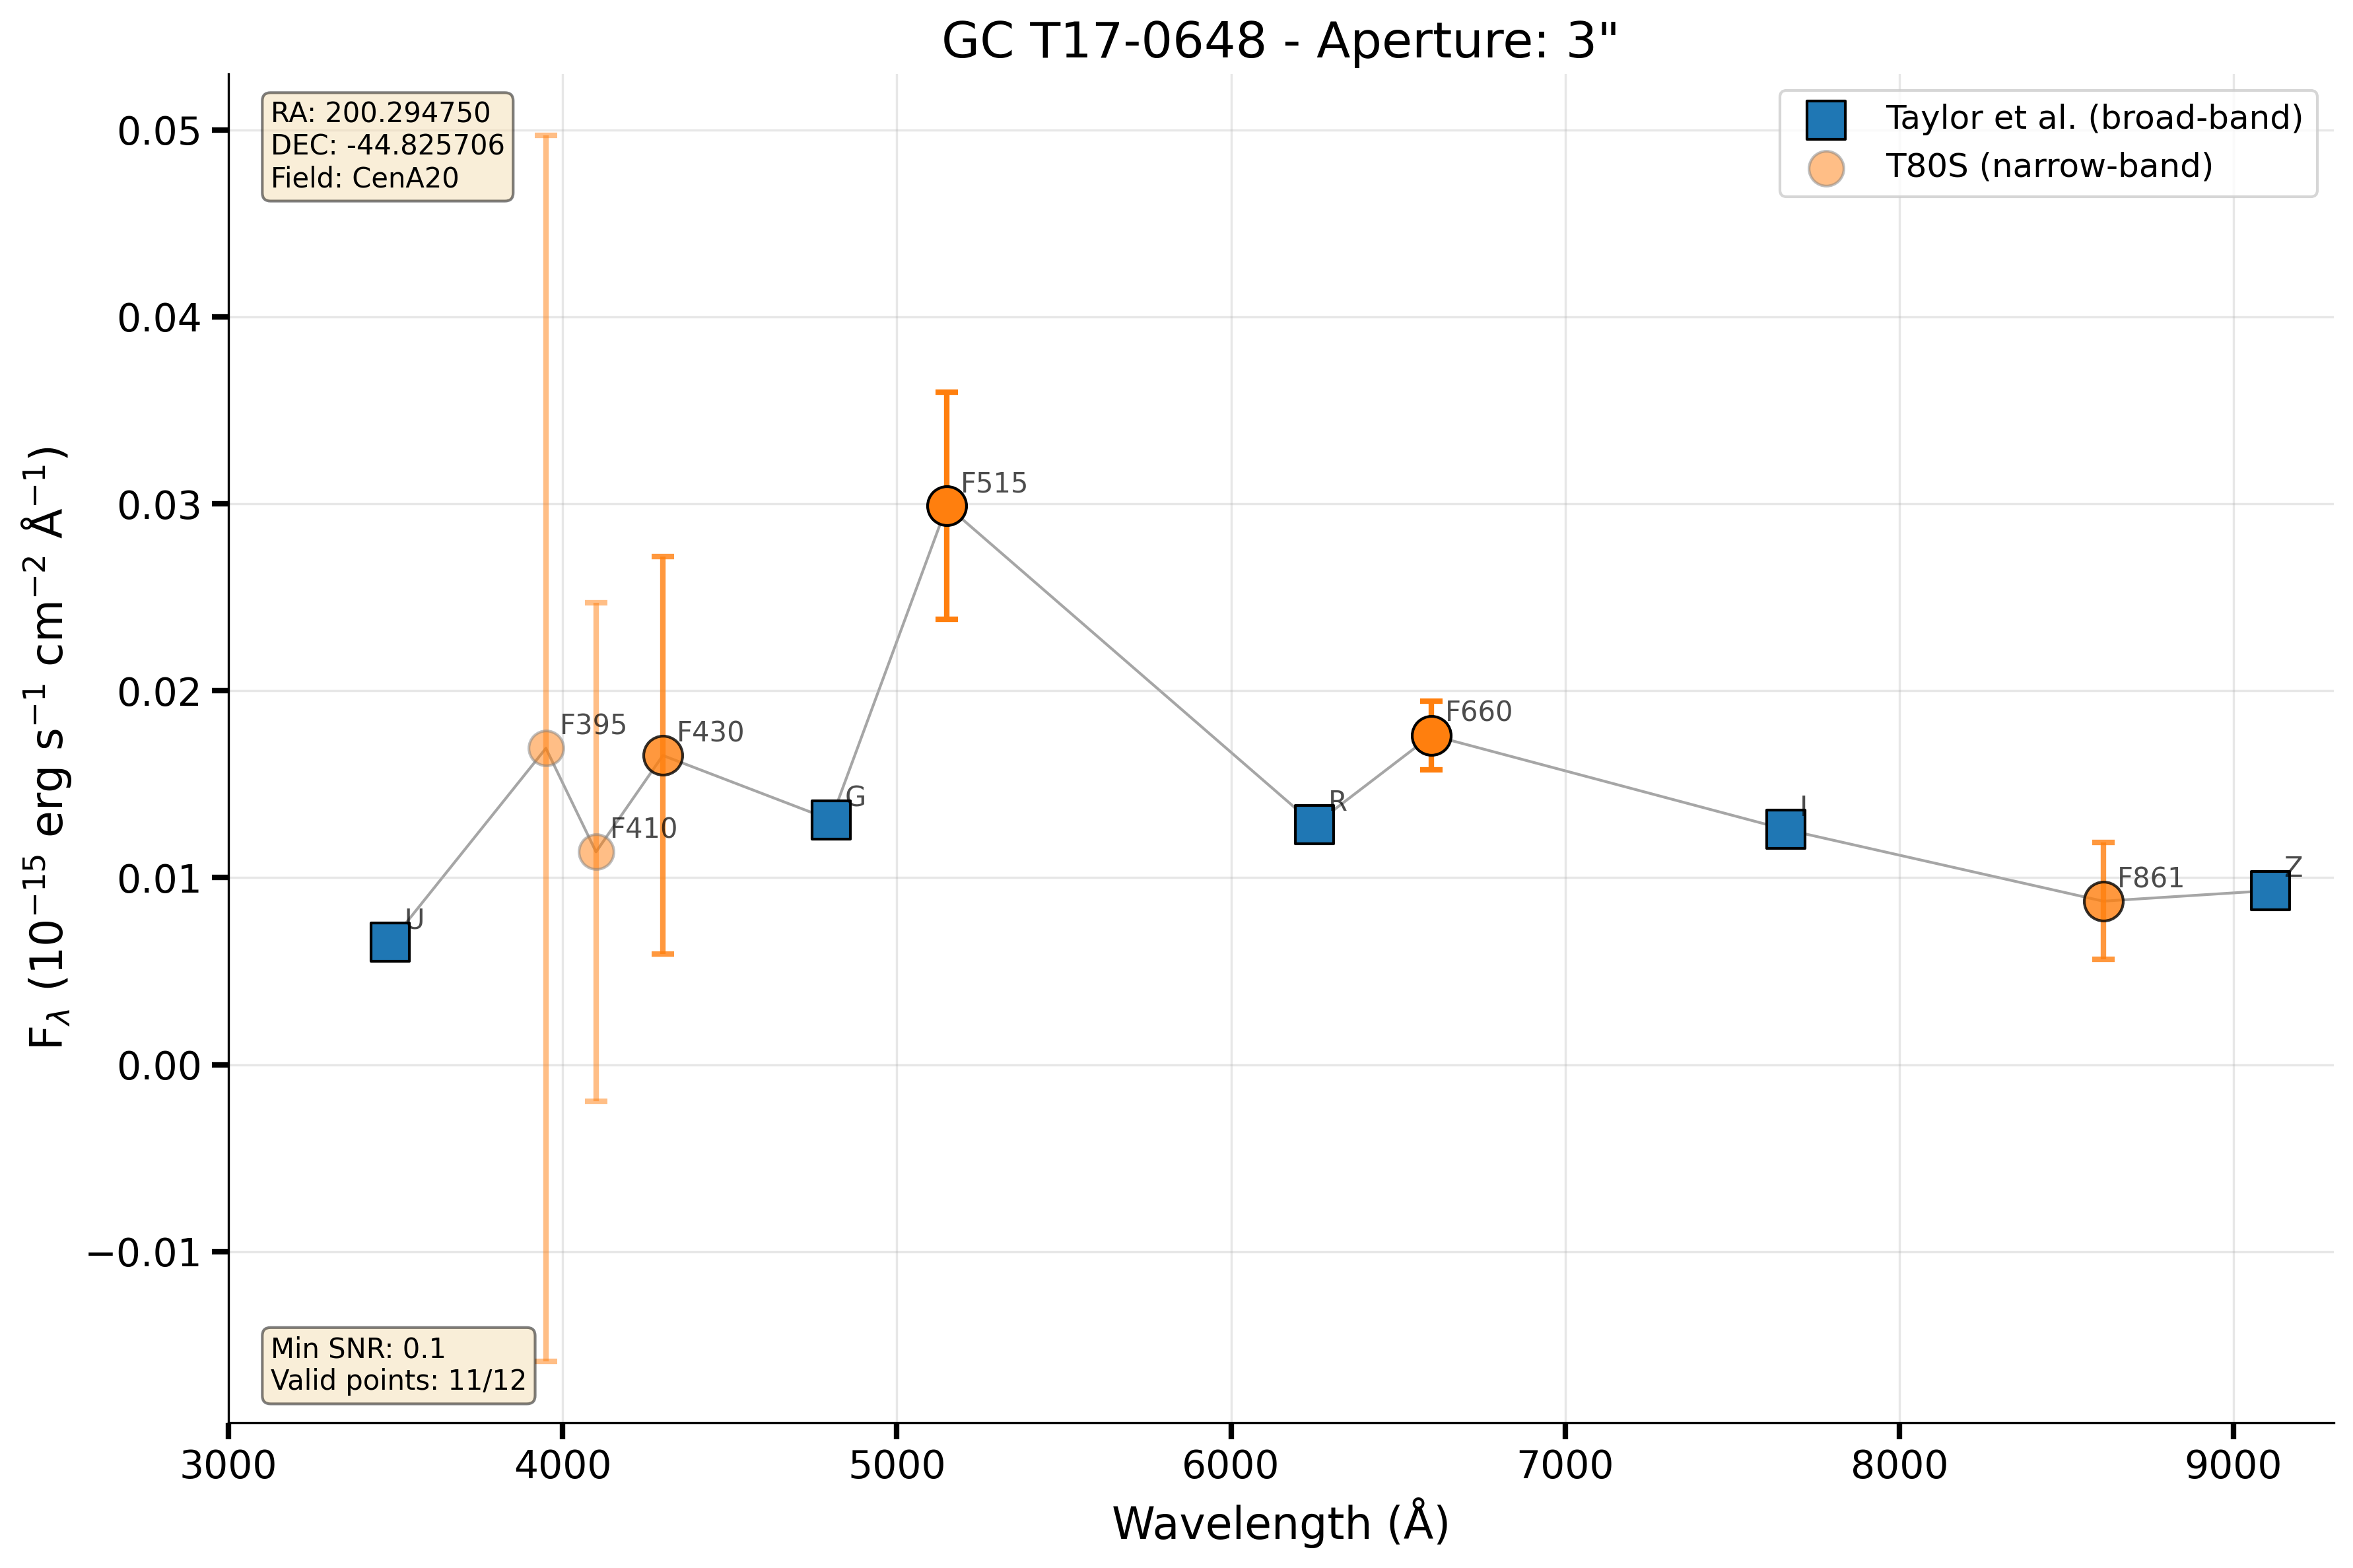 GC T17-0648 - Aperture: 3"
RA: 200.294750
DEC: -44.825706
Field: CenA20
Taylor et al. (broad-band)
T80S (narrow-band)
F515
F660
F395
F430
F410
G
R
I
U
F861
Z
Min SNR: 0.1
Valid points: 11/12
0.05
0.04
0.03
0.02
0.01
0.00
−0.01
F_λ (10⁻¹⁵ erg s⁻¹ cm⁻² Å⁻¹)
3000 4000 5000 6000 7000 8000 9000
Wavelength (Å)